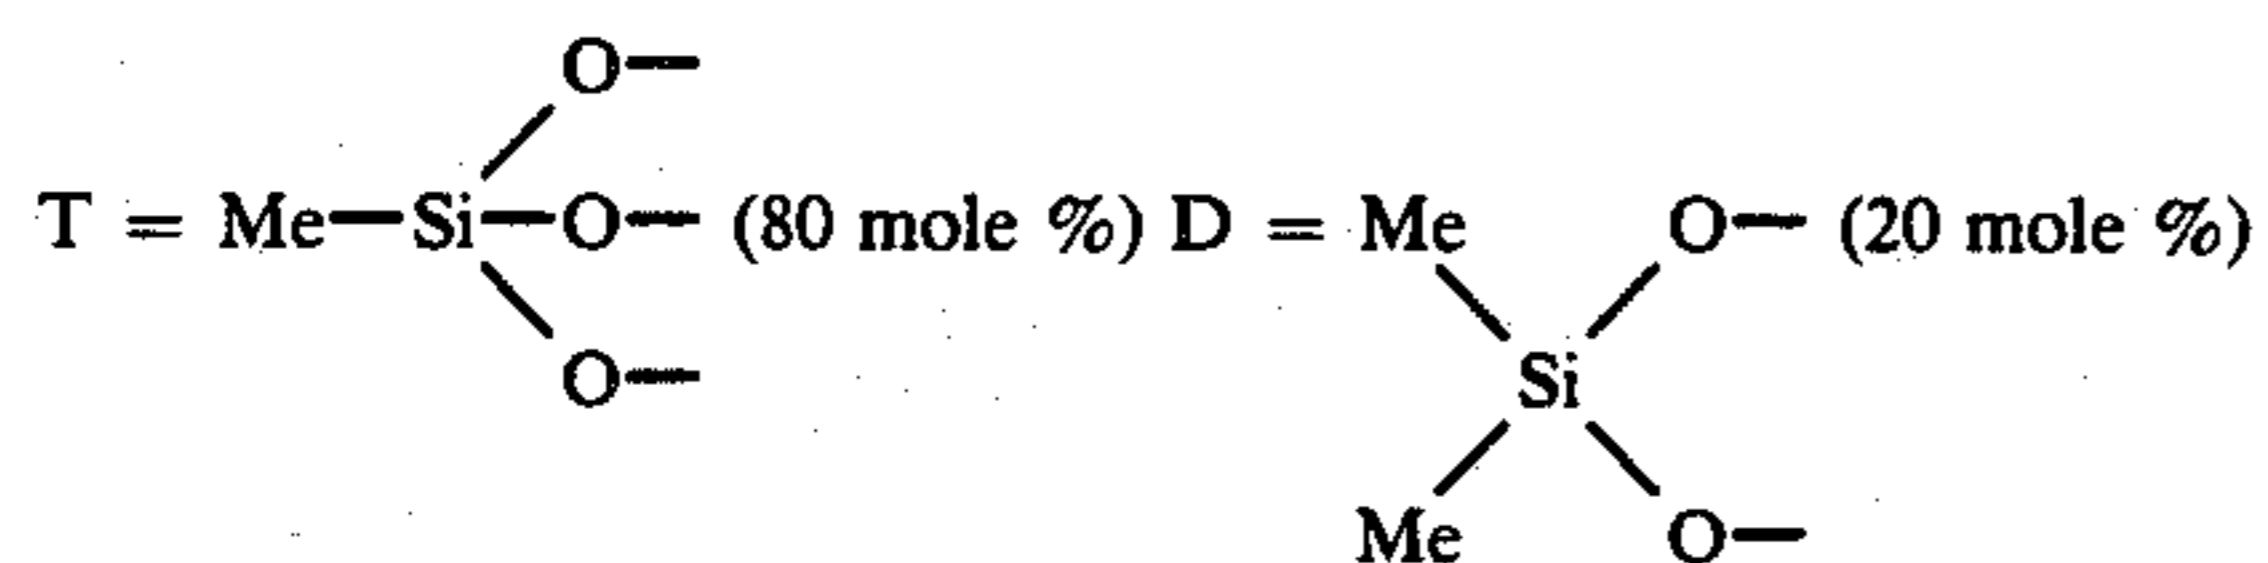 O—
T = Me—Si—O— (80 mole %) D = Me O— (20 mole %)
O— Si
Me O—